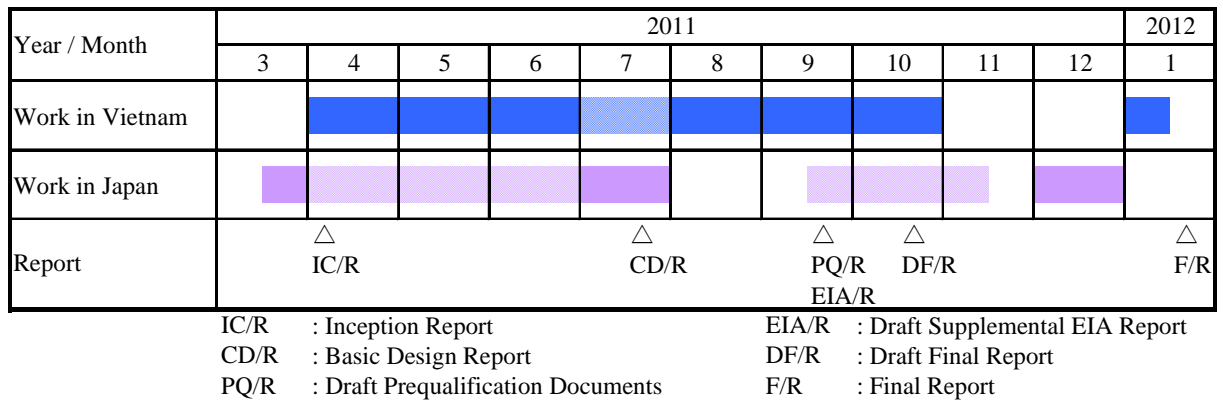 Year / Month 2011 2012
3 4 5 6 7 8 9 10 11 12 1
Work in Vietnam
Work in Japan
Report
△ △ △ △ △
IC/R CD/R PQ/R DF/R F/R
EIA/R
IC/R : Inception Report EIA/R : Draft Supplemental EIA Report
CD/R : Basic Design Report DF/R : Draft Final Report
PQ/R : Draft Prequalification Documents F/R : Final Report